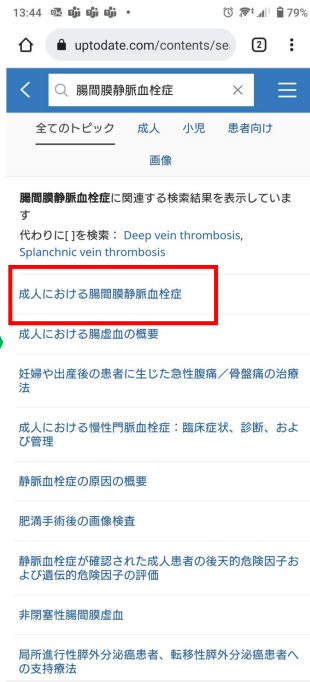 13:44
79%
uptodate.com/contents/se
2
腸間膜静脈血栓症
全てのトピック 成人 小児 患者向け
画像
腸間膜静脈血栓症に関連する検索結果を表示していま
す
代わりに[ ]を検索： Deep vein thrombosis,
Splanchnic vein thrombosis
成人における腸間膜静脈血栓症
成人における腸虚血の概要
妊婦や出産後の患者に生じた急性腹痛／骨盤痛の治療
法
成人における慢性門脈血栓症：臨床症状、診断、およ
び管理
静脈血栓症の原因の概要
肥満手術後の画像検査
静脈血栓症が確認された成人患者の後天的危険因子お
よび遺伝的危険因子の評価
非閉塞性腸間膜虚血
局所進行性膵外分泌癌患者、転移性膵外分泌癌患者へ
の支持療法